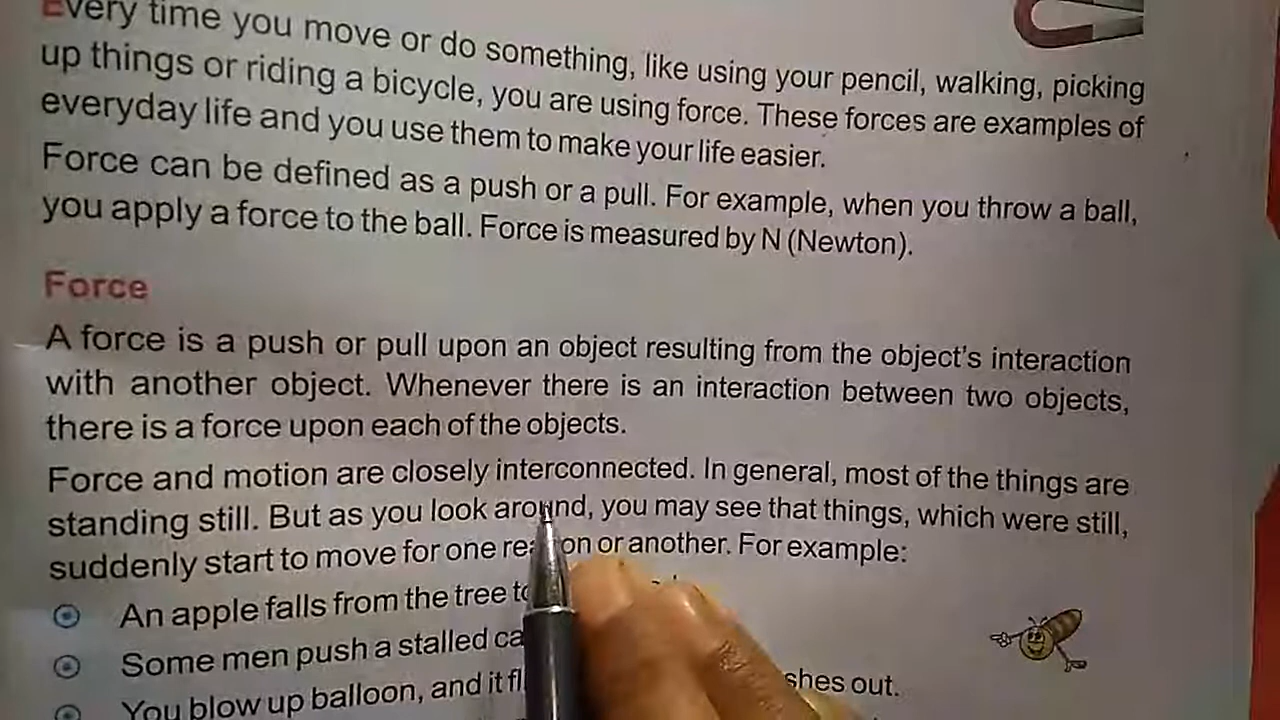 Every time you move or do something, like using your pencil, walking, picking
up things or riding a bicycle, you are using force. These forces are examples of
everyday life and you use them to make your life easier.
Force can be defined as a push or a pull. For example, when you throw a ball,
you apply a force to the ball. Force is measured by N (Newton).
Force
A force is a push or pull upon an object resulting from the object's interaction
with another object. Whenever there is an interaction between two objects,
there is a force upon each of the objects.
Force and motion are closely interconnected. In general, most of the things are
standing still. But as you look around, you may see that things, which were still,
suddenly start to move for one reason or another. For example:
An apple falls from the tree
Some men push a stalled
You blow up balloon, and it out.